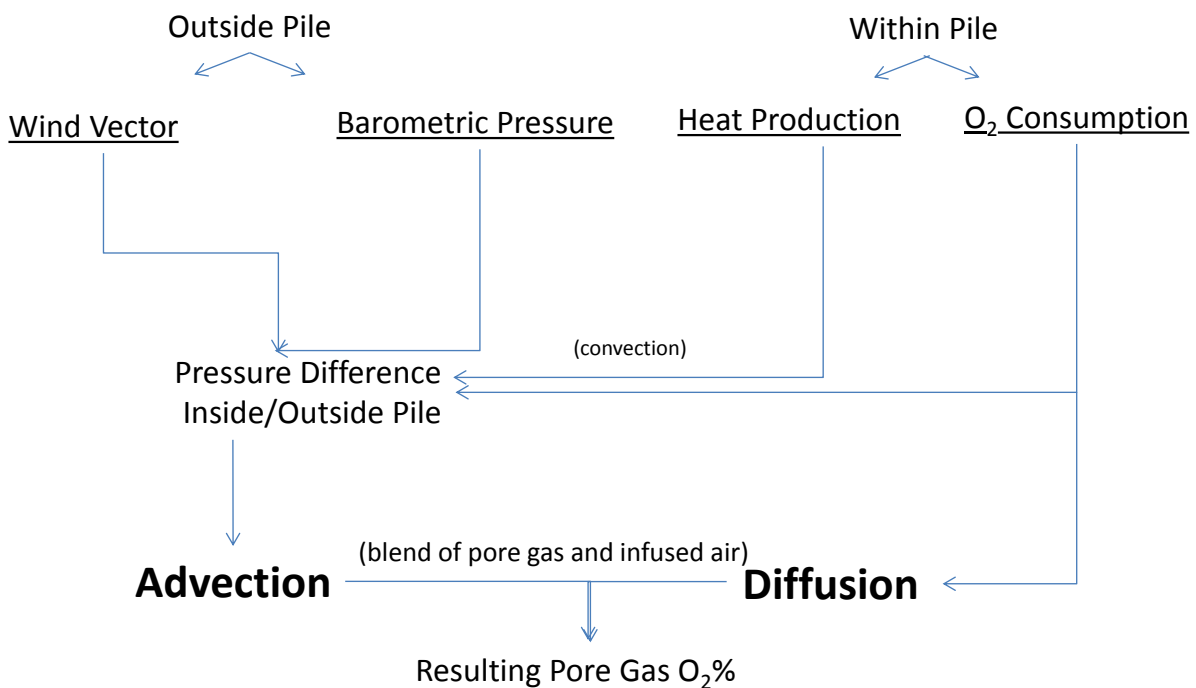 Outside Pile
Within Pile
Wind Vector
Barometric Pressure
Heat Production
O₂ Consumption
(convection)
Pressure Difference
Inside/Outside Pile
(blend of pore gas and infused air)
Advection
Diffusion
Resulting Pore Gas O₂%